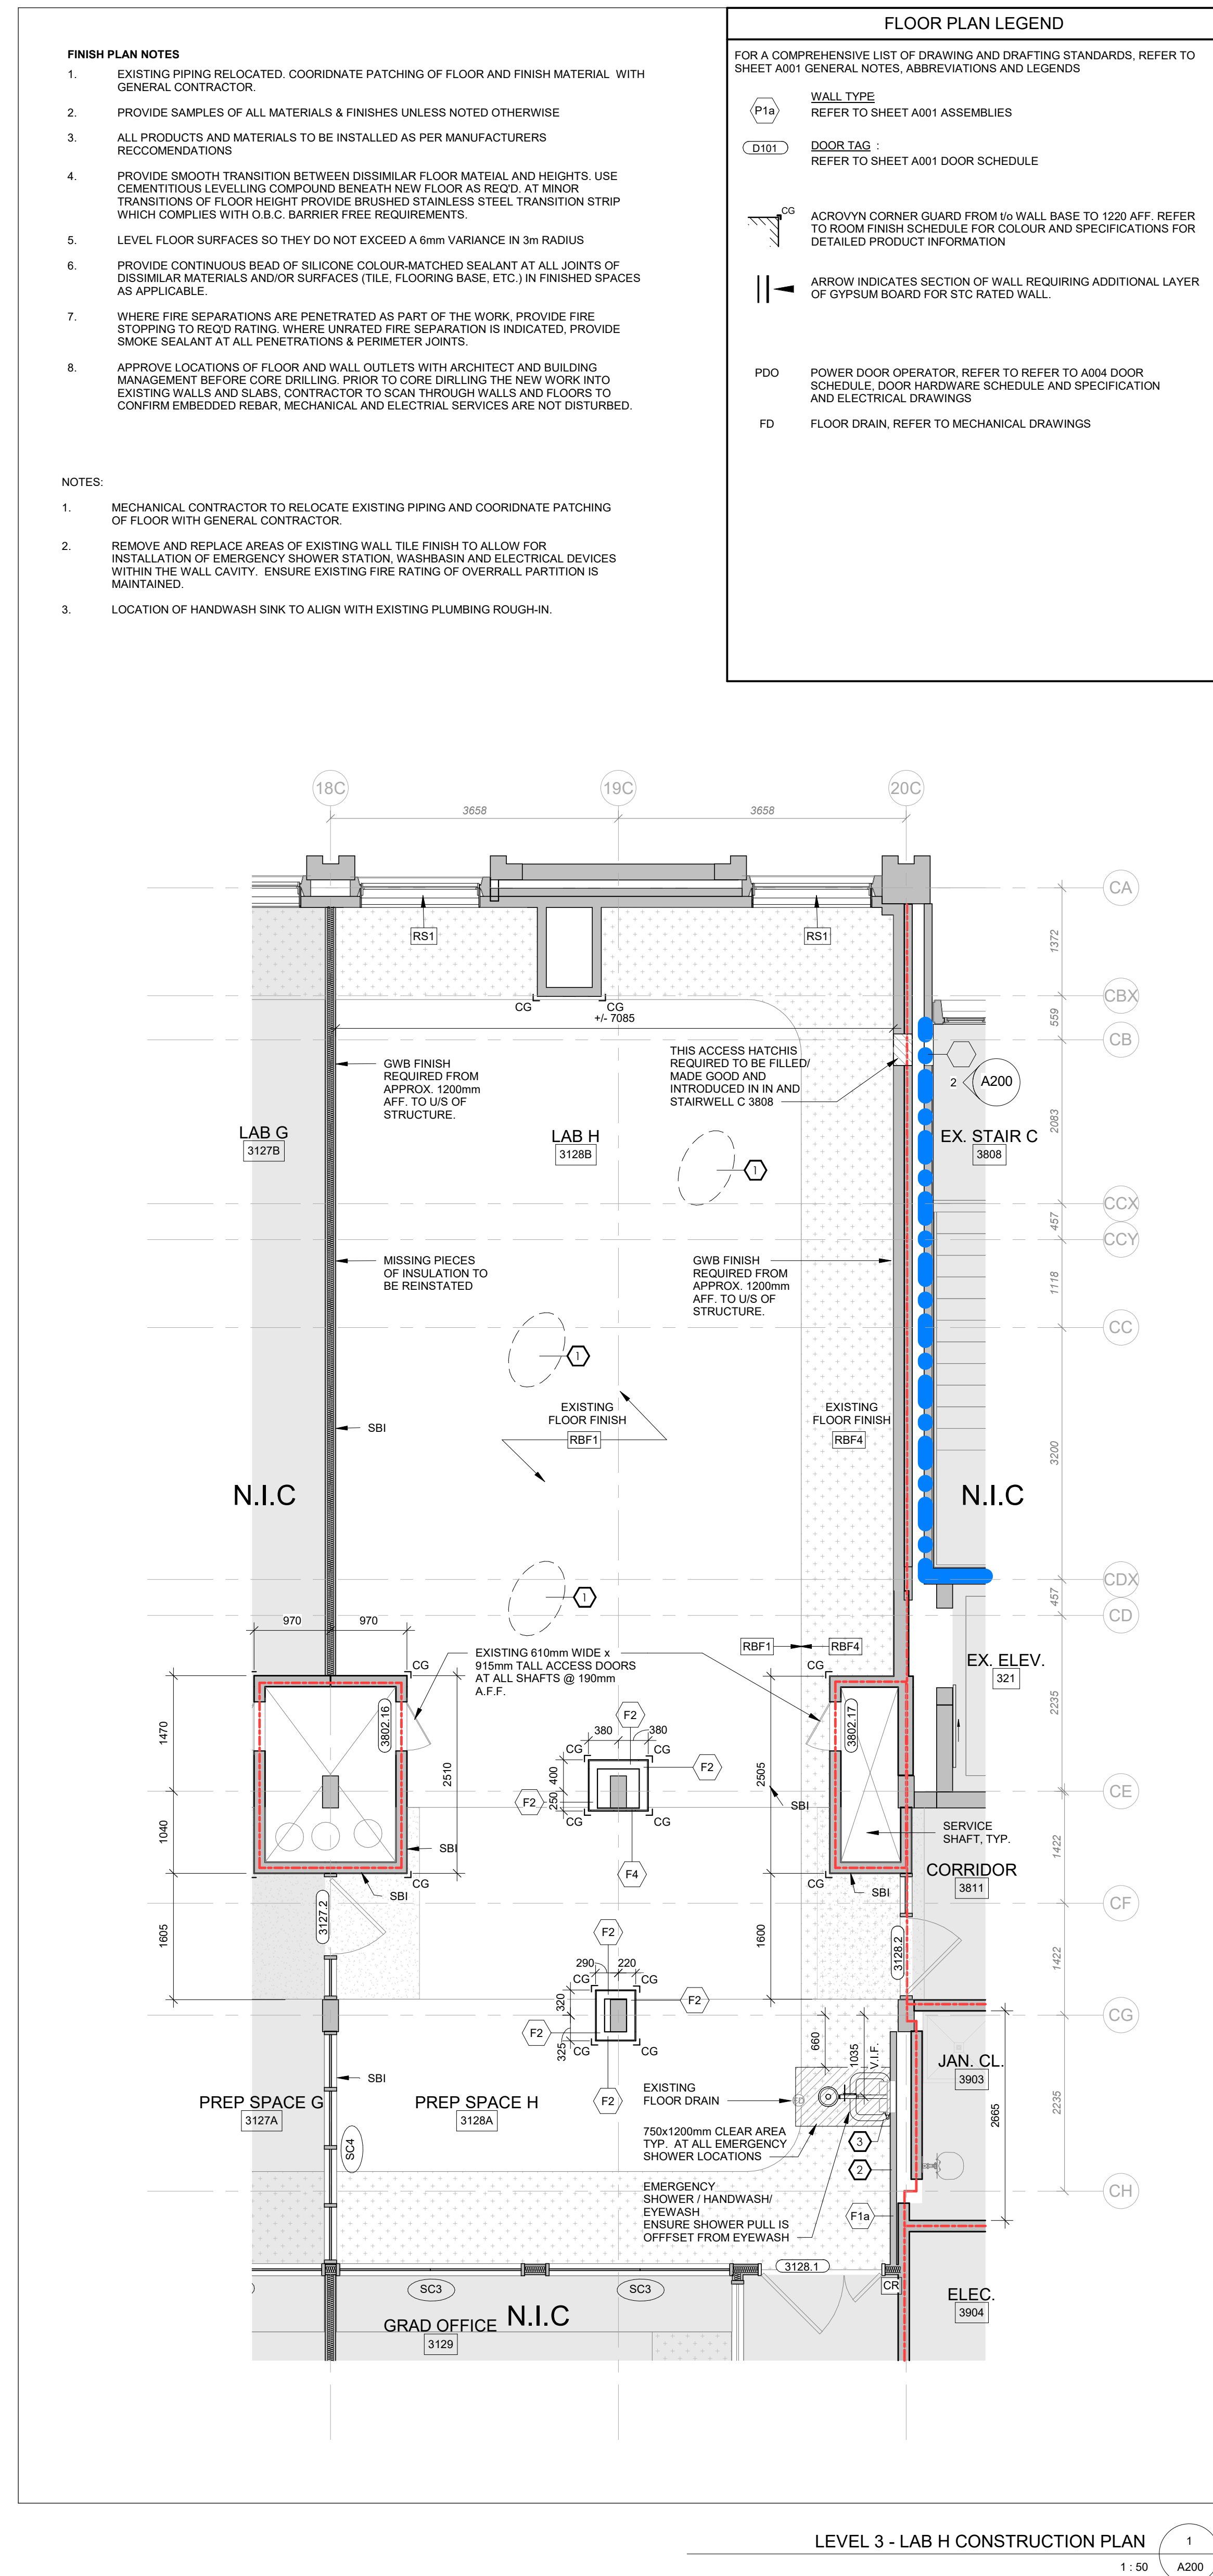 FINISH PLAN NOTES
1. EXISTING PIPING RELOCATED. COORIDNATE PATCHING OF FLOOR AND FINISH MATERIAL WITH
GENERAL CONTRACTOR.
2. PROVIDE SAMPLES OF ALL MATERIALS & FINISHES UNLESS NOTED OTHERWISE
3. ALL PRODUCTS AND MATERIALS TO BE INSTALLED AS PER MANUFACTURERS
RECCOMENDATIONS
4. PROVIDE SMOOTH TRANSITION BETWEEN DISSIMILAR FLOOR MATEIAL AND HEIGHTS. USE
CEMENTITIOUS LEVELLING COMPOUND BENEATH NEW FLOOR AS REQ'D. AT MINOR
TRANSITIONS OF FLOOR HEIGHT PROVIDE BRUSHED STAINLESS STEEL TRANSITION STRIP
WHICH COMPLIES WITH O.B.C. BARRIER FREE REQUIREMENTS.
5. LEVEL FLOOR SURFACES SO THEY DO NOT EXCEED A 6mm VARIANCE IN 3m RADIUS
6. PROVIDE CONTINUOUS BEAD OF SILICONE COLOUR-MATCHED SEALANT AT ALL JOINTS OF
DISSIMILAR MATERIALS AND/OR SURFACES (TILE, FLOORING BASE, ETC.) IN FINISHED SPACES
AS APPLICABLE.
7. WHERE FIRE SEPARATIONS ARE PENETRATED AS PART OF THE WORK, PROVIDE FIRE
STOPPING TO REQ'D RATING. WHERE UNRATED FIRE SEPARATION IS INDICATED, PROVIDE
SMOKE SEALANT AT ALL PENETRATIONS & PERIMETER JOINTS.
8. APPROVE LOCATIONS OF FLOOR AND WALL OUTLETS WITH ARCHITECT AND BUILDING
MANAGEMENT BEFORE CORE DRILLING. PRIOR TO CORE DIRLLING THE NEW WORK INTO
EXISTING WALLS AND SLABS, CONTRACTOR TO SCAN THROUGH WALLS AND FLOORS TO
CONFIRM EMBEDDED REBAR, MECHANICAL AND ELECTRIAL SERVICES ARE NOT DISTURBED.
NOTES:
1. MECHANICAL CONTRACTOR TO RELOCATE EXISTING PIPING AND COORIDNATE PATCHING
OF FLOOR WITH GENERAL CONTRACTOR.
2. REMOVE AND REPLACE AREAS OF EXISTING WALL TILE FINISH TO ALLOW FOR
INSTALLATION OF EMERGENCY SHOWER STATION, WASHBASIN AND ELECTRICAL DEVICES
WITHIN THE WALL CAVITY. ENSURE EXISTING FIRE RATING OF OVERRALL PARTITION IS
MAINTAINED.
3. LOCATION OF HANDWASH SINK TO ALIGN WITH EXISTING PLUMBING ROUGH-IN.
FLOOR PLAN LEGEND
FOR A COMPREHENSIVE LIST OF DRAWING AND DRAFTING STANDARDS, REFER TO
SHEET A001 GENERAL NOTES, ABBREVIATIONS AND LEGENDS
P1a
WALL TYPE
REFER TO SHEET A001 ASSEMBLIES
D101
DOOR TAG :
REFER TO SHEET A001 DOOR SCHEDULE
CG
ACROVYN CORNER GUARD FROM t/o WALL BASE TO 1220 AFF. REFER
TO ROOM FINISH SCHEDULE FOR COLOUR AND SPECIFICATIONS FOR
DETAILED PRODUCT INFORMATION
ARROW INDICATES SECTION OF WALL REQUIRING ADDITIONAL LAYER
OF GYPSUM BOARD FOR STC RATED WALL.
PDO POWER DOOR OPERATOR, REFER TO REFER TO A004 DOOR
SCHEDULE, DOOR HARDWARE SCHEDULE AND SPECIFICATION
AND ELECTRICAL DRAWINGS
FD FLOOR DRAIN, REFER TO MECHANICAL DRAWINGS
18C 19C 20C
3658 3658
CA
RS1 RS1
1372
CG CG
CBX
+/- 7085
559
CB
GWB FINISH
REQUIRED FROM
APPROX. 1200mm
AFF. TO U/S OF
STRUCTURE.
THIS ACCESS HATCHIS
REQUIRED TO BE FILLED/
MADE GOOD AND
INTRODUCED IN IN AND
STAIRWELL C 3808
2 A200
2083
LAB G
3127B
LAB H
3128B
EX. STAIR C
3808
1
CCX
457
CCY
MISSING PIECES
OF INSULATION TO
BE REINSTATED
GWB FINISH
REQUIRED FROM
APPROX. 1200mm
AFF. TO U/S OF
STRUCTURE.
1118
CC
1
EXISTING
FLOOR FINISH
RBF1
EXISTING
FLOOR FINISH
RBF4
SBI
3200
N.I.C
N.I.C
CDX
1
457
CD
970 970
RBF1 RBF4
EXISTING 610mm WIDE x
915mm TALL ACCESS DOORS
AT ALL SHAFTS @ 190mm
A.F.F.
CG
CG
EX. ELEV.
321
2235
1470
3802.16
3802.17
F2
380 380
CG CG
F2
400
250
F2
2510
2505
CE
SBI
CG CG
1040
SBI
F4
SERVICE
SHAFT, TYP.
1422
CG
CG
SBI
SBI
CORRIDOR
3811
CF
3127.2
1605
F2
1600
3128.2
1422
290 220
CG CG
F2
320
F2
325
CG CG
CG
660
1035
V.I.F.
SBI
JAN. CL.
3903
PREP SPACE G
3127A
PREP SPACE H
3128A
F2
EXISTING
FLOOR DRAIN
FD
2665
2235
750x1200mm CLEAR AREA
TYP. AT ALL EMERGENCY
SHOWER LOCATIONS
SC4
3
2
CH
EMERGENCY
SHOWER / HANDWASH/
EYEWASH
ENSURE SHOWER PULL IS
OFFFSET FROM EYEWASH
F1a
3128.1
SC3 SC3
CR
GRAD OFFICE
3129
N.I.C
ELEC.
3904
LEVEL 3 - LAB H CONSTRUCTION PLAN
1
1 : 50
A200